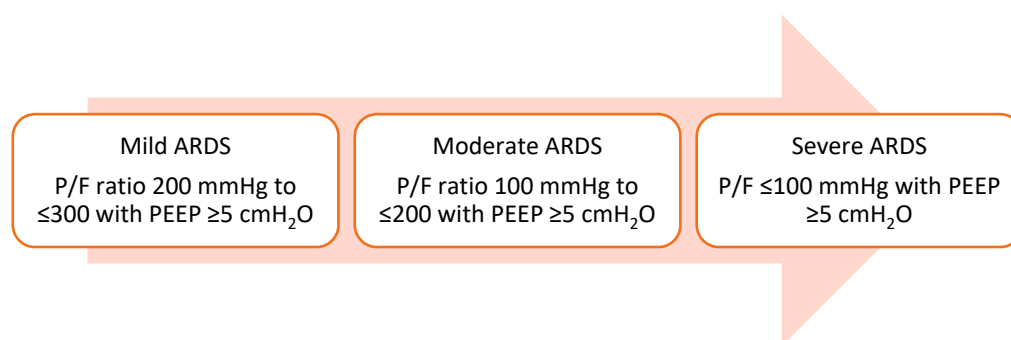 Mild ARDS
P/F ratio 200 mmHg to
≤300 with PEEP ≥5 cmH₂O
Moderate ARDS
P/F ratio 100 mmHg to
≤200 with PEEP ≥5 cmH₂O
Severe ARDS
P/F ≤100 mmHg with PEEP
≥5 cmH₂O